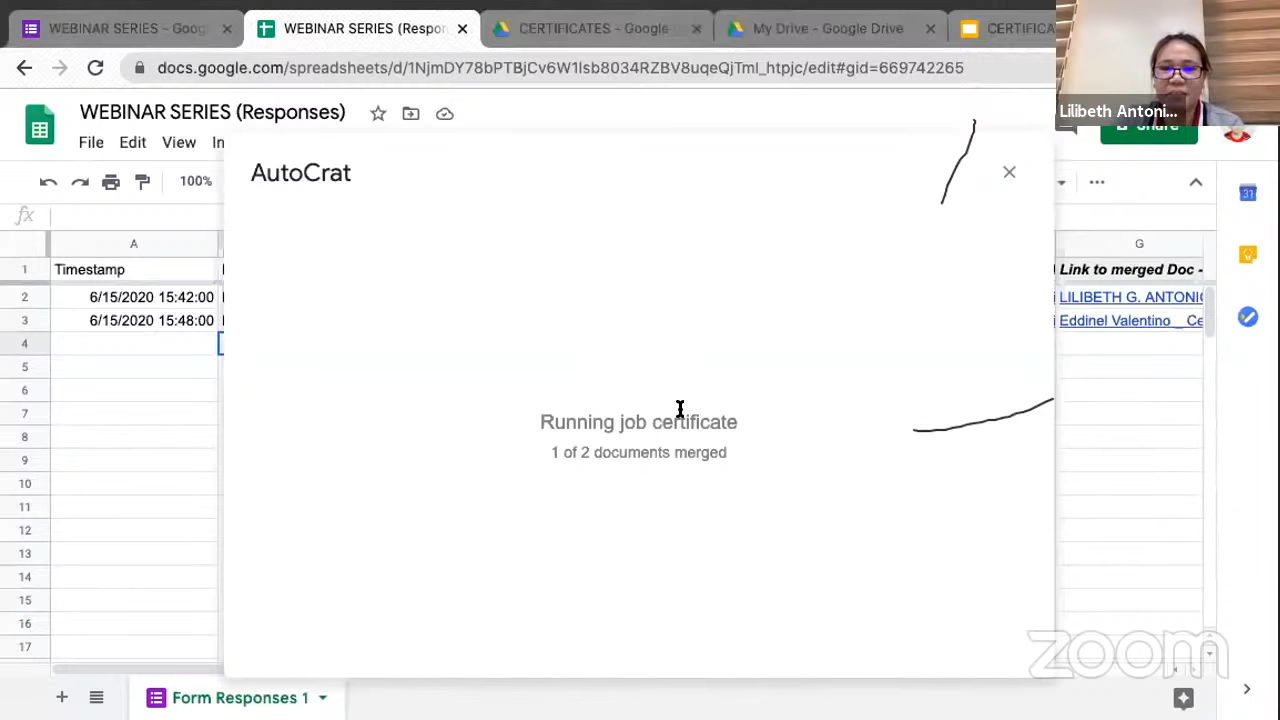 WEBINAR SERIES – Goog
WEBINAR SERIES (Respon
CERTIFICATES - Google
My Drive - Google Drive
CERTIFICA
docs.google.com/spreadsheets/d/1NjmDY78bPTBjCv6W1lsb8034RZBV8uqeQjTml_htpjc/edit#gid=669742265
Lilibeth Antoni...
WEBINAR SERIES (Responses)
Share
File Edit View In
AutoCrat
100%
31
fx
A G
1 Timestamp Link to merged Doc -
2 6/15/2020 15:42:00 LILIBETH G. ANTONIO
3 6/15/2020 15:48:00 Eddinel Valentino _ Ce
4
5
6
7
8
9
10
11
12
13
14
15
16
17
Running job certificate
1 of 2 documents merged
zoom
Form Responses 1